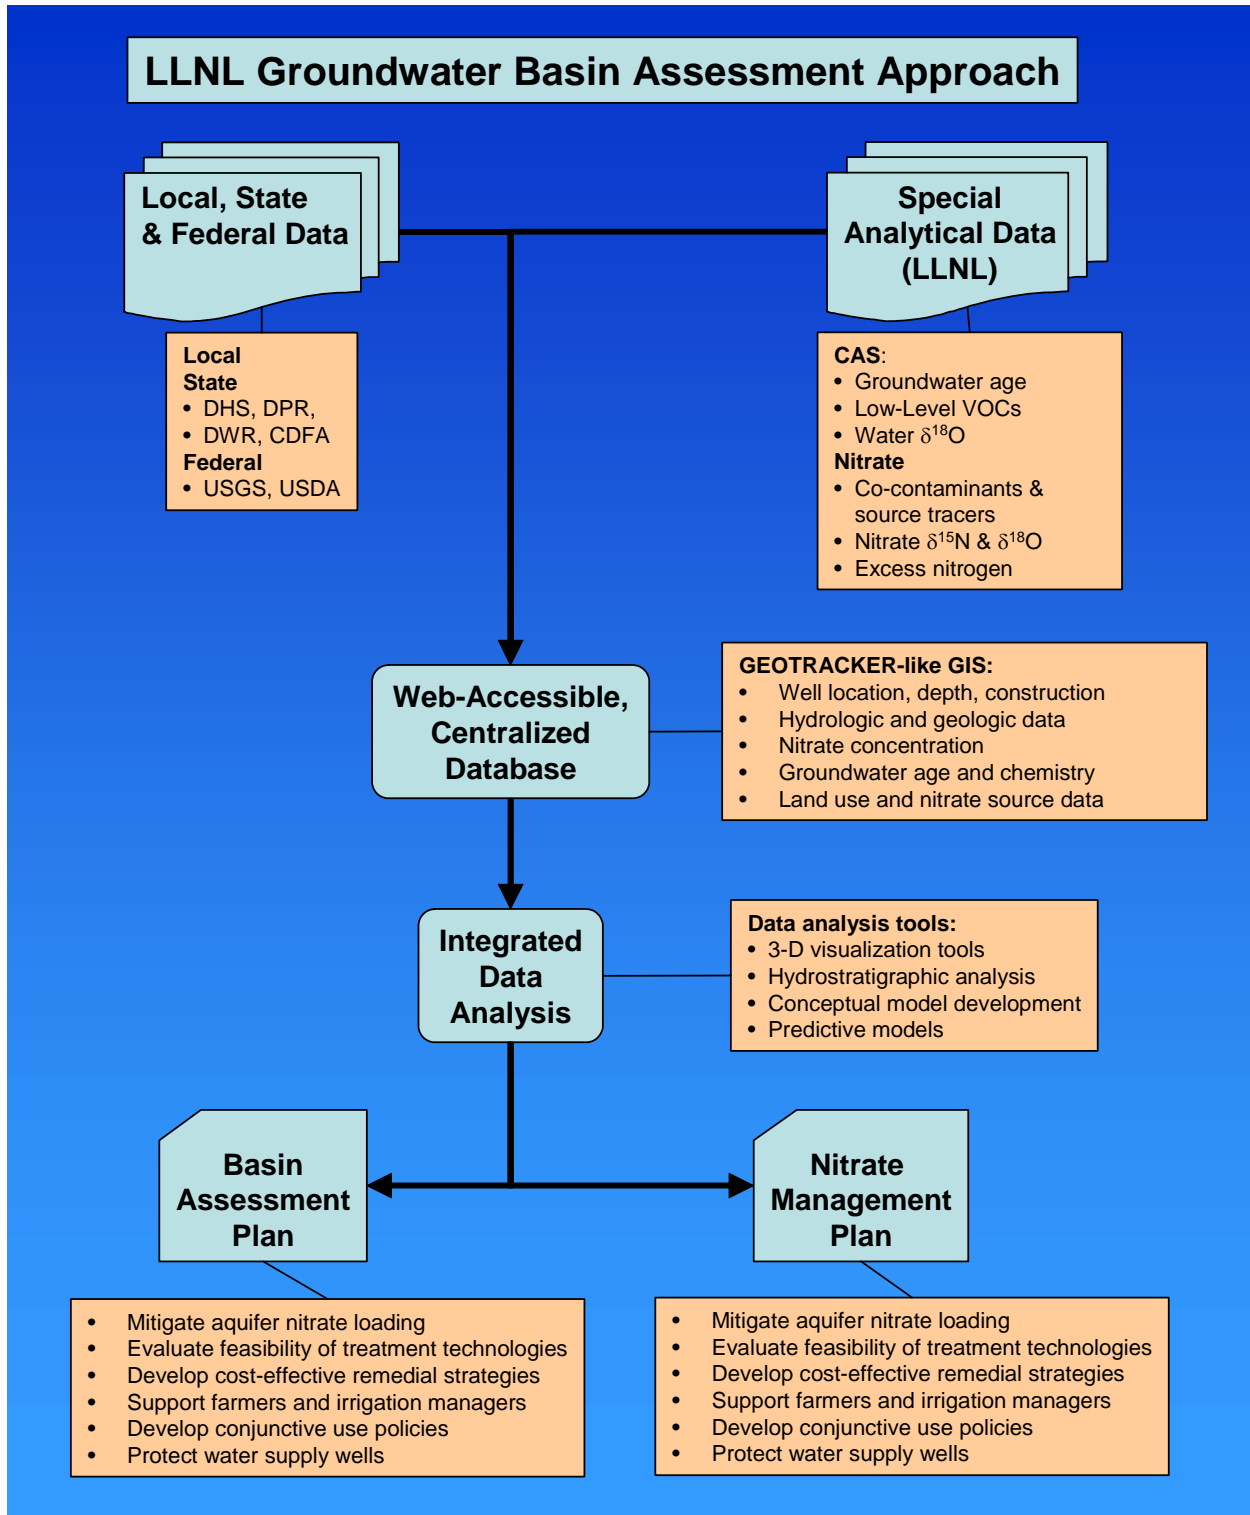 LLNL Groundwater Basin Assessment Approach
Local, State
& Federal Data
Special
Analytical Data
(LLNL)
Local
State
• DHS, DPR,
• DWR, CDFA
Federal
• USGS, USDA
CAS:
• Groundwater age
• Low-Level VOCs
• Water δ¹⁸O
Nitrate
• Co-contaminants &
source tracers
• Nitrate δ¹⁵N & δ¹⁸O
• Excess nitrogen
Web-Accessible,
Centralized
Database
GEOTRACKER-like GIS:
• Well location, depth, construction
• Hydrologic and geologic data
• Nitrate concentration
• Groundwater age and chemistry
• Land use and nitrate source data
Integrated
Data
Analysis
Data analysis tools:
• 3-D visualization tools
• Hydrostratigraphic analysis
• Conceptual model development
• Predictive models
Basin
Assessment
Plan
Nitrate
Management
Plan
• Mitigate aquifer nitrate loading
• Evaluate feasibility of treatment technologies
• Develop cost-effective remedial strategies
• Support farmers and irrigation managers
• Develop conjunctive use policies
• Protect water supply wells
• Mitigate aquifer nitrate loading
• Evaluate feasibility of treatment technologies
• Develop cost-effective remedial strategies
• Support farmers and irrigation managers
• Develop conjunctive use policies
• Protect water supply wells